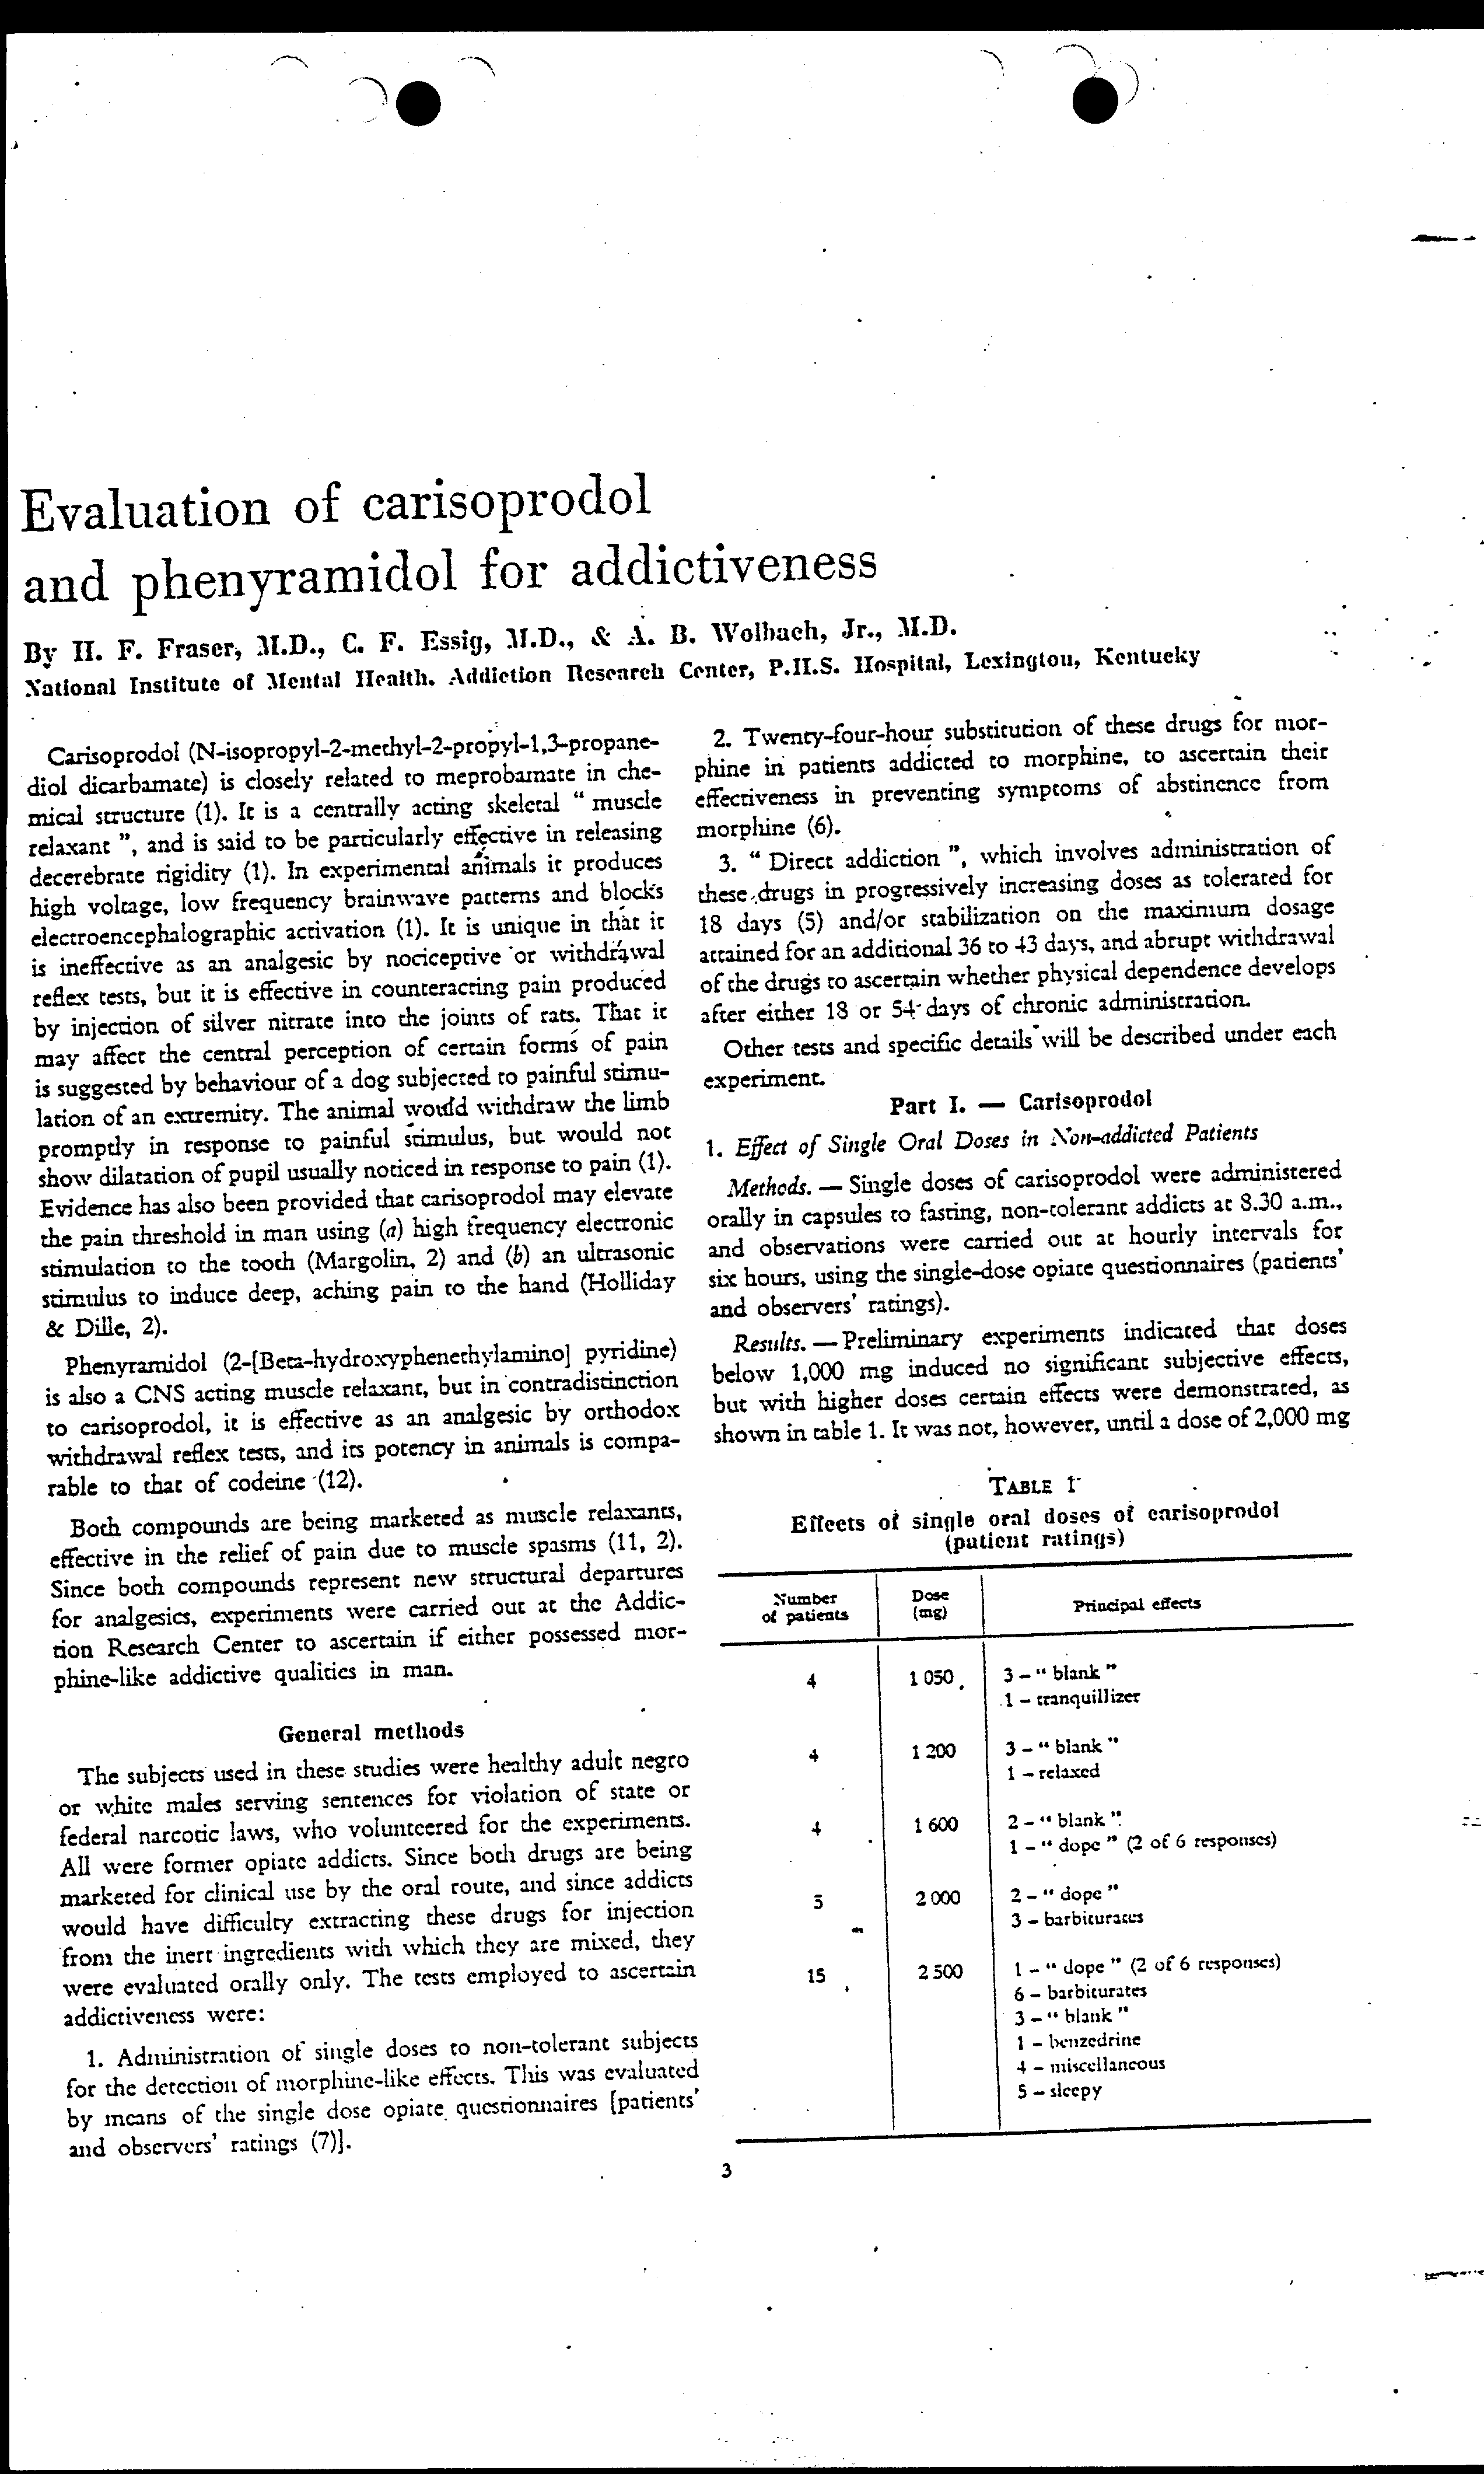 Evaluation of carisoprodol
and phenyramidol for addictiveness
By H. F. Fraser, M.D., C. F. Essig, M.D., & A. B. Wolbach, Jr., M.D.
National Institute of Mental Health. Addiction Research Center, P.H.S. Hospital, Lexington, Kentucky
Carisoprodol (N-isopropyl-2-methyl-2-propyl-1,3-propane-
diol dicarbamate) is closely related to meprobamate in che-
mical structure (1). It is a centrally acting skeletal “ muscle
relaxant ”, and is said to be particularly effective in releasing
decerebrate rigidity (1). In experimental animals it produces
high voltage, low frequency brainwave patterns and blocks
electroencephalographic activation (1). It is unique in that it
is ineffective as an analgesic by nociceptive or withdrawal
reflex tests, but it is effective in counteracting pain produced
by injection of silver nitrate into the joints of rats. That it
may affect the central perception of certain forms of pain
is suggested by behaviour of a dog subjected to painful stimu-
lation of an extremity. The animal would withdraw the limb
promptly in response to painful stimulus, but would not
show dilatation of pupil usually noticed in response to pain (1).
Evidence has also been provided that carisoprodol may elevate
the pain threshold in man using (a) high frequency electronic
stimulation to the tooth (Margolin, 2) and (b) an ultrasonic
stimulus to induce deep, aching pain to the hand (Holliday
& Dille, 2).
Phenyramidol (2-[Beta-hydroxyphenethylamino] pyridine)
is also a CNS acting muscle relaxant, but in contradistinction
to carisoprodol, it is effective as an analgesic by orthodox
withdrawal reflex tests, and its potency in animals is compa-
rable to that of codeine (12).
Both compounds are being marketed as muscle relaxants,
effective in the relief of pain due to muscle spasms (11, 2).
Since both compounds represent new structural departures
for analgesics, experiments were carried out at the Addic-
tion Research Center to ascertain if either possessed mor-
phine-like addictive qualities in man.
General methods
The subjects used in these studies were healthy adult negro
or white males serving sentences for violation of state or
federal narcotic laws, who volunteered for the experiments.
All were former opiate addicts. Since both drugs are being
marketed for clinical use by the oral route, and since addicts
would have difficulty extracting these drugs for injection
from the inert ingredients with which they are mixed, they
were evaluated orally only. The tests employed to ascertain
addictiveness were:
1. Administration of single doses to non-tolerant subjects
for the detection of morphine-like effects. This was evaluated
by means of the single dose opiate questionnaires [patients’
and observers’ ratings (7)].
2. Twenty-four-hour substitution of these drugs for mor-
phine in patients addicted to morphine, to ascertain their
effectiveness in preventing symptoms of abstinence from
morphine (6).
3. “ Direct addiction ”, which involves administration of
these drugs in progressively increasing doses as tolerated for
18 days (5) and/or stabilization on the maximum dosage
attained for an additional 36 to 43 days, and abrupt withdrawal
of the drugs to ascertain whether physical dependence develops
after either 18 or 54 days of chronic administration.
Other tests and specific details will be described under each
experiment.
Part I. — Carisoprodol
1. Effect of Single Oral Doses in Non-addicted Patients
Methods. — Single doses of carisoprodol were administered
orally in capsules to fasting, non-tolerant addicts at 8.30 a.m.,
and observations were carried out at hourly intervals for
six hours, using the single-dose opiate questionnaires (patients’
and observers’ ratings).
Results. — Preliminary experiments indicated that doses
below 1,000 mg induced no significant subjective effects,
but with higher doses certain effects were demonstrated, as
shown in table 1. It was not, however, until a dose of 2,000 mg
TABLE 1
Effects of single oral doses of carisoprodol
(patient ratings)
Number of patients Dose (mg) Principal effects
4 1 050 3 – “ blank ”
1 – tranquillizer
4 1 200 3 – “ blank ”
1 – relaxed
4 1 600 2 – “ blank ”
1 – “ dope ” (2 of 6 responses)
5 2 000 2 – “ dope ”
3 – barbiturates
15 2 500 1 – “ dope ” (2 of 6 responses)
6 – barbiturates
3 – “ blank ”
1 – benzedrine
4 – miscellaneous
5 – sleepy
3